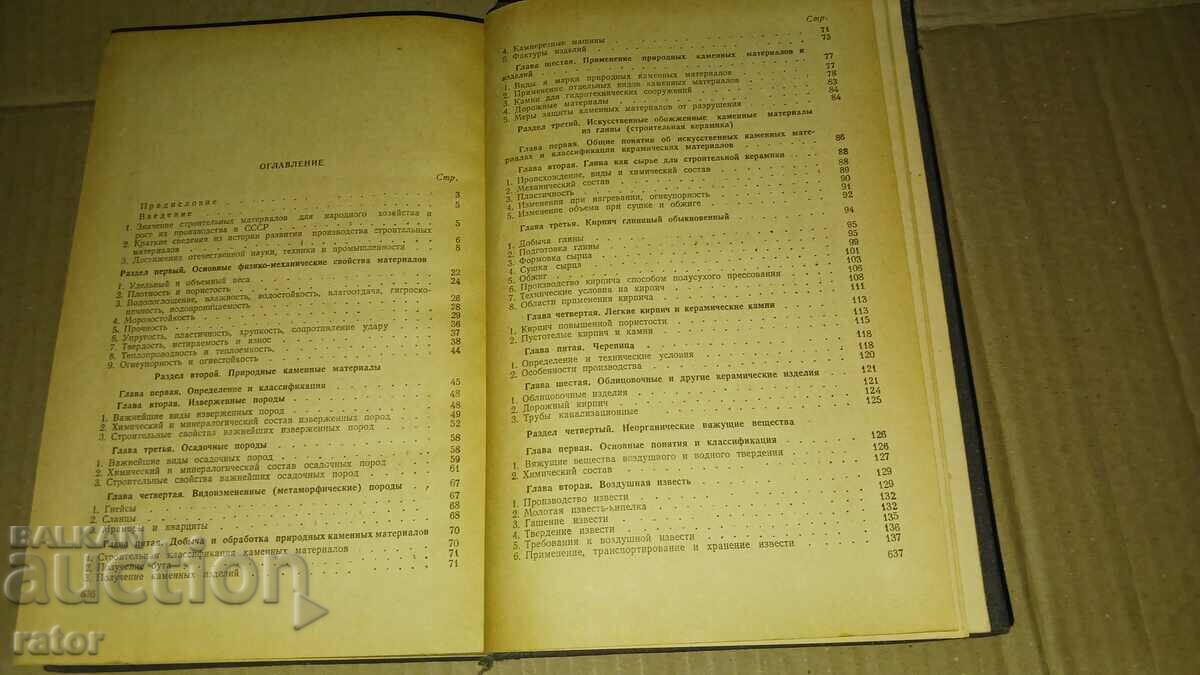 ОГЛАВЛЕНИЕ
Стр.
Предисловие 3
Введение 5
1. Значение строительных материалов для народного хозяйства и
рост их производства в СССР 5
2. Краткие сведения из истории развития производства строительных
материалов 6
3. Достижения отечественной науки, техники и промышленности 8
Раздел первый. Основные физико-механические свойства материалов
1. Удельный и объемный веса 22
2. Плотность и пористость 24
3. Водопоглощение, влажность, водостойкость, влагоотдача, гигроско-
пичность, водопроницаемость 26
4. Морозостойкость 28
5. Прочность 29
6. Упругость, пластичность, хрупкость, сопротивление удару 36
7. Твердость, истираемость и износ 37
8. Теплопроводность и теплоемкость 38
9. Огнеупорность и огнестойкость 44
Раздел второй. Природные каменные материалы
Глава первая. Определение и классификация 45
Глава вторая. Изверженные породы 48
1. Важнейшие виды изверженных пород 48
2. Химический и минералогический состав изверженных пород 49
3. Строительные свойства важнейших изверженных пород 52
Глава третья. Осадочные породы 58
1. Важнейшие виды осадочных пород 58
2. Химический и минералогический состав осадочных пород 59
3. Строительные свойства важнейших осадочных пород 61
Глава четвертая. Видоизмененные (метаморфические) породы 67
1. Гнейсы 67
2. Сланцы 68
3. Мраморы и кварциты 68
Глава пятая. Добыча и обработка природных каменных материалов 70
1. Строительная классификация каменных материалов 70
2. Получение бута 71
3. Получение каменных изделий 71
636
Стр.
4. Камнерезные машины 71
5. Фактуры изделий 75
Глава шестая. Применение природных каменных материалов и
изделий 77
1. Виды и марки природных каменных материалов 77
2. Применение отдельных видов каменных материалов 78
3. Камни для гидротехнических сооружений 83
4. Дорожные материалы 84
5. Меры защиты каменных материалов от разрушения 84
Раздел третий. Искусственные обожженные каменные материалы
из глины (строительная керамика)
Глава первая. Общие понятия об искусственных каменных мате-
риалах и классификация керамических материалов 86
Глава вторая. Глина как сырье для строительной керамики 88
1. Происхождение, виды и химический состав 88
2. Механический состав 89
3. Пластичность 90
4. Изменения при нагревании, огнеупорность 91
5. Изменение объема при сушке и обжиге 92
Глава третья. Кирпич глиняный обыкновенный 94
1. Добыча глины 95
2. Подготовка глины 95
3. Формовка сырца 99
4. Сушка сырца 101
5. Обжиг 103
6. Производство кирпича способом полусухого прессования 106
7. Технические условия на кирпич 108
8. Области применения кирпича 111
Глава четвертая. Легкие кирпич и керамические камни 113
1. Кирпич повышенной пористости 113
2. Пустотелые кирпич и камни 115
Глава пятая. Черепица 118
1. Определение и технические условия 118
2. Особенности производства 120
Глава шестая. Облицовочные и другие керамические изделия 121
1. Облицовочные изделия 121
2. Дорожный кирпич 124
3. Трубы канализационные 125
Раздел четвертый. Неорганические вяжущие вещества
Глава первая. Основные понятия и классификация 126
1. Вяжущие вещества воздушного и водного твердения 126
2. Химический состав 127
Глава вторая. Воздушная известь 129
1. Производство извести 129
2. Молотая известь-кипелка 132
3. Гашение извести 132
4. Твердение извести 135
5. Требования к воздушной извести 136
6. Применение, транспортирование и хранение извести 137
637
BALKAN
auction
rator